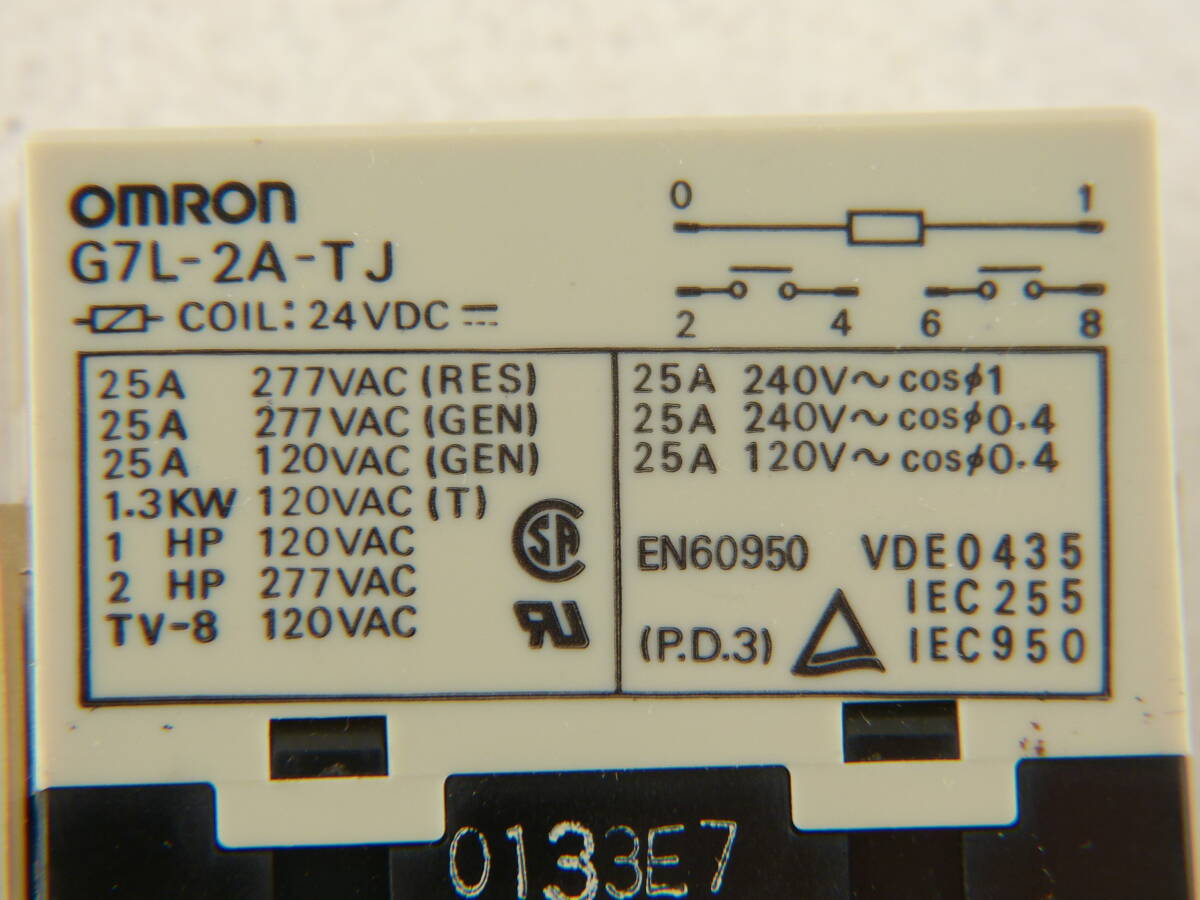 OMRON
G7L-2A-TJ
COIL: 24VDC
0 1
2 4 6 8
25A 277VAC (RES)
25A 277VAC (GEN)
25A 120VAC (GEN)
1.3KW 120VAC (T)
1 HP 120VAC
2 HP 277VAC
TV-8 120VAC
SA
RU
25A 240V~ cosϕ1
25A 240V~ cosϕ0.4
25A 120V~ cosϕ0.4
EN60950 VDE0435
IEC255
(P.D.3) IEC950
0133E7